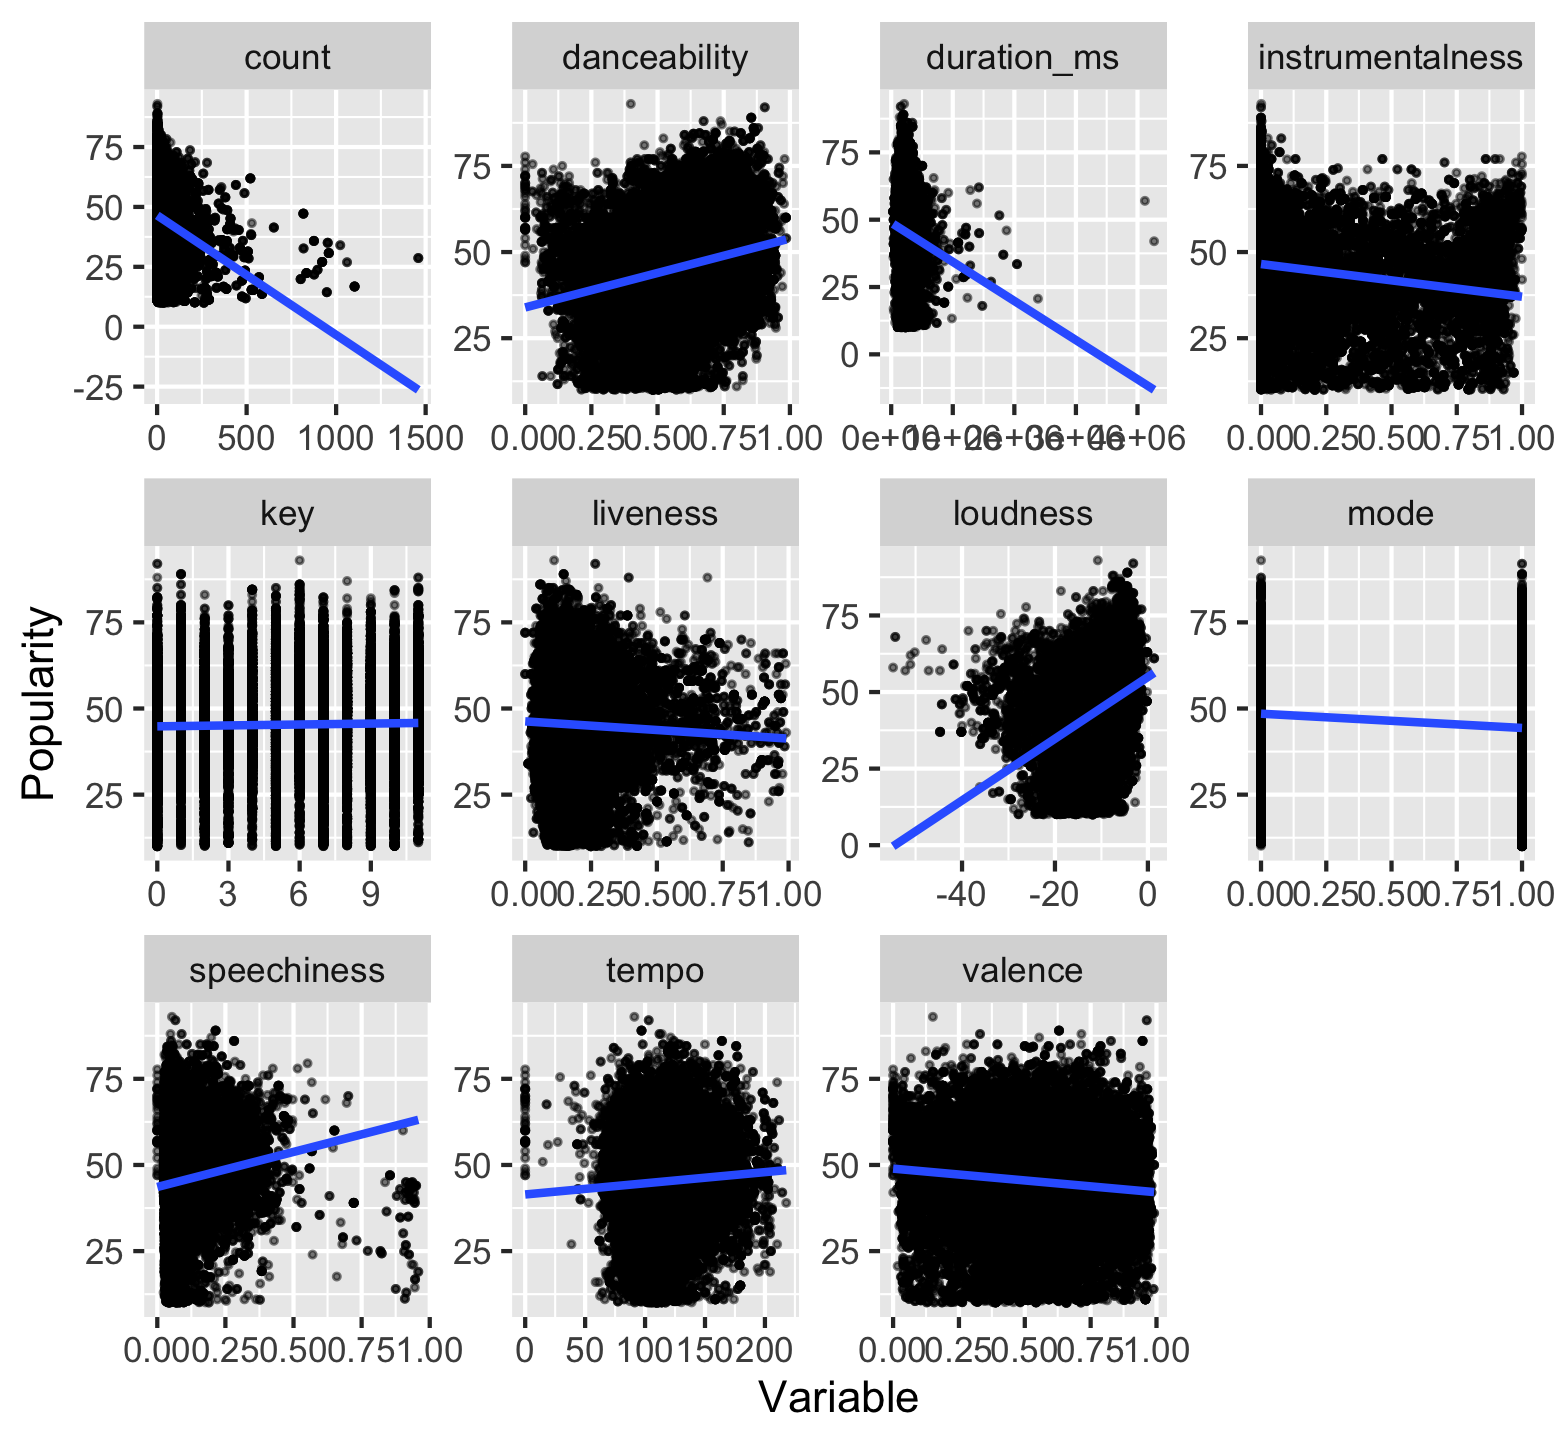 count danceability duration_ms instrumentalness
75
50
25
0
-25
75
50
25
75
50
25
0
75
50
25
0 500 1000 1500
0.00 0.25 0.50 0.75 1.00
0e+00 1e+06 2e+06 3e+06 4e+06
0.00 0.25 0.50 0.75 1.00
key liveness loudness mode
75
50
25
75
50
25
75
50
25
0
75
50
25
0 3 6 9
0.00 0.25 0.50 0.75 1.00
-40 -20 0
0.00 0.25 0.50 0.75 1.00
Popularity
speechiness tempo valence
75
50
25
75
50
25
75
50
25
0.00 0.25 0.50 0.75 1.00
0 50 100 150 200
0.00 0.25 0.50 0.75 1.00
Variable